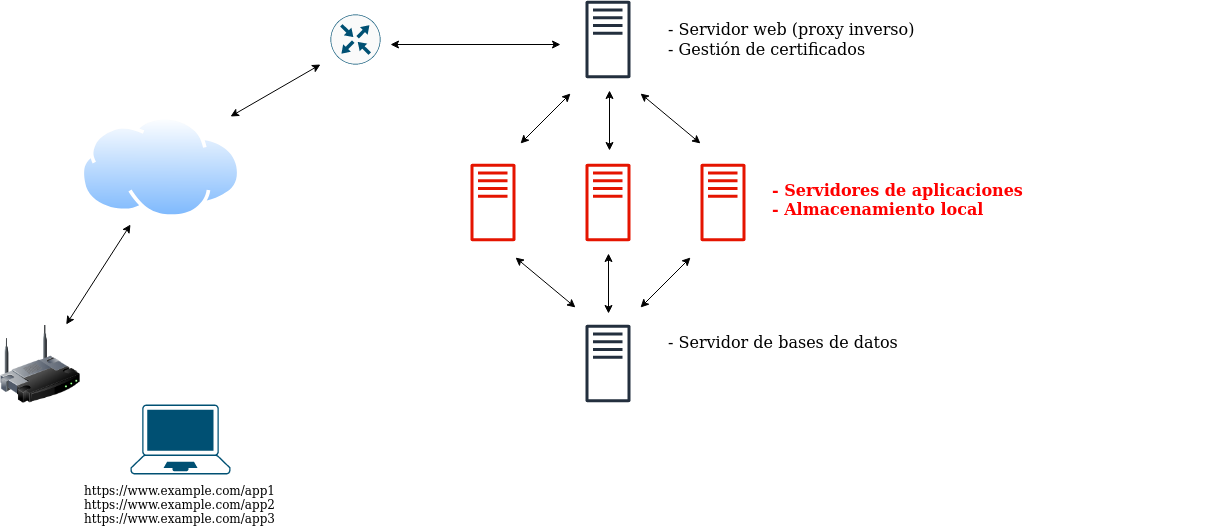 - Servidor web (proxy inverso)
- Gestión de certificados
- Servidores de aplicaciones
- Almacenamiento local
- Servidor de bases de datos
https://www.example.com/app1
https://www.example.com/app2
https://www.example.com/app3